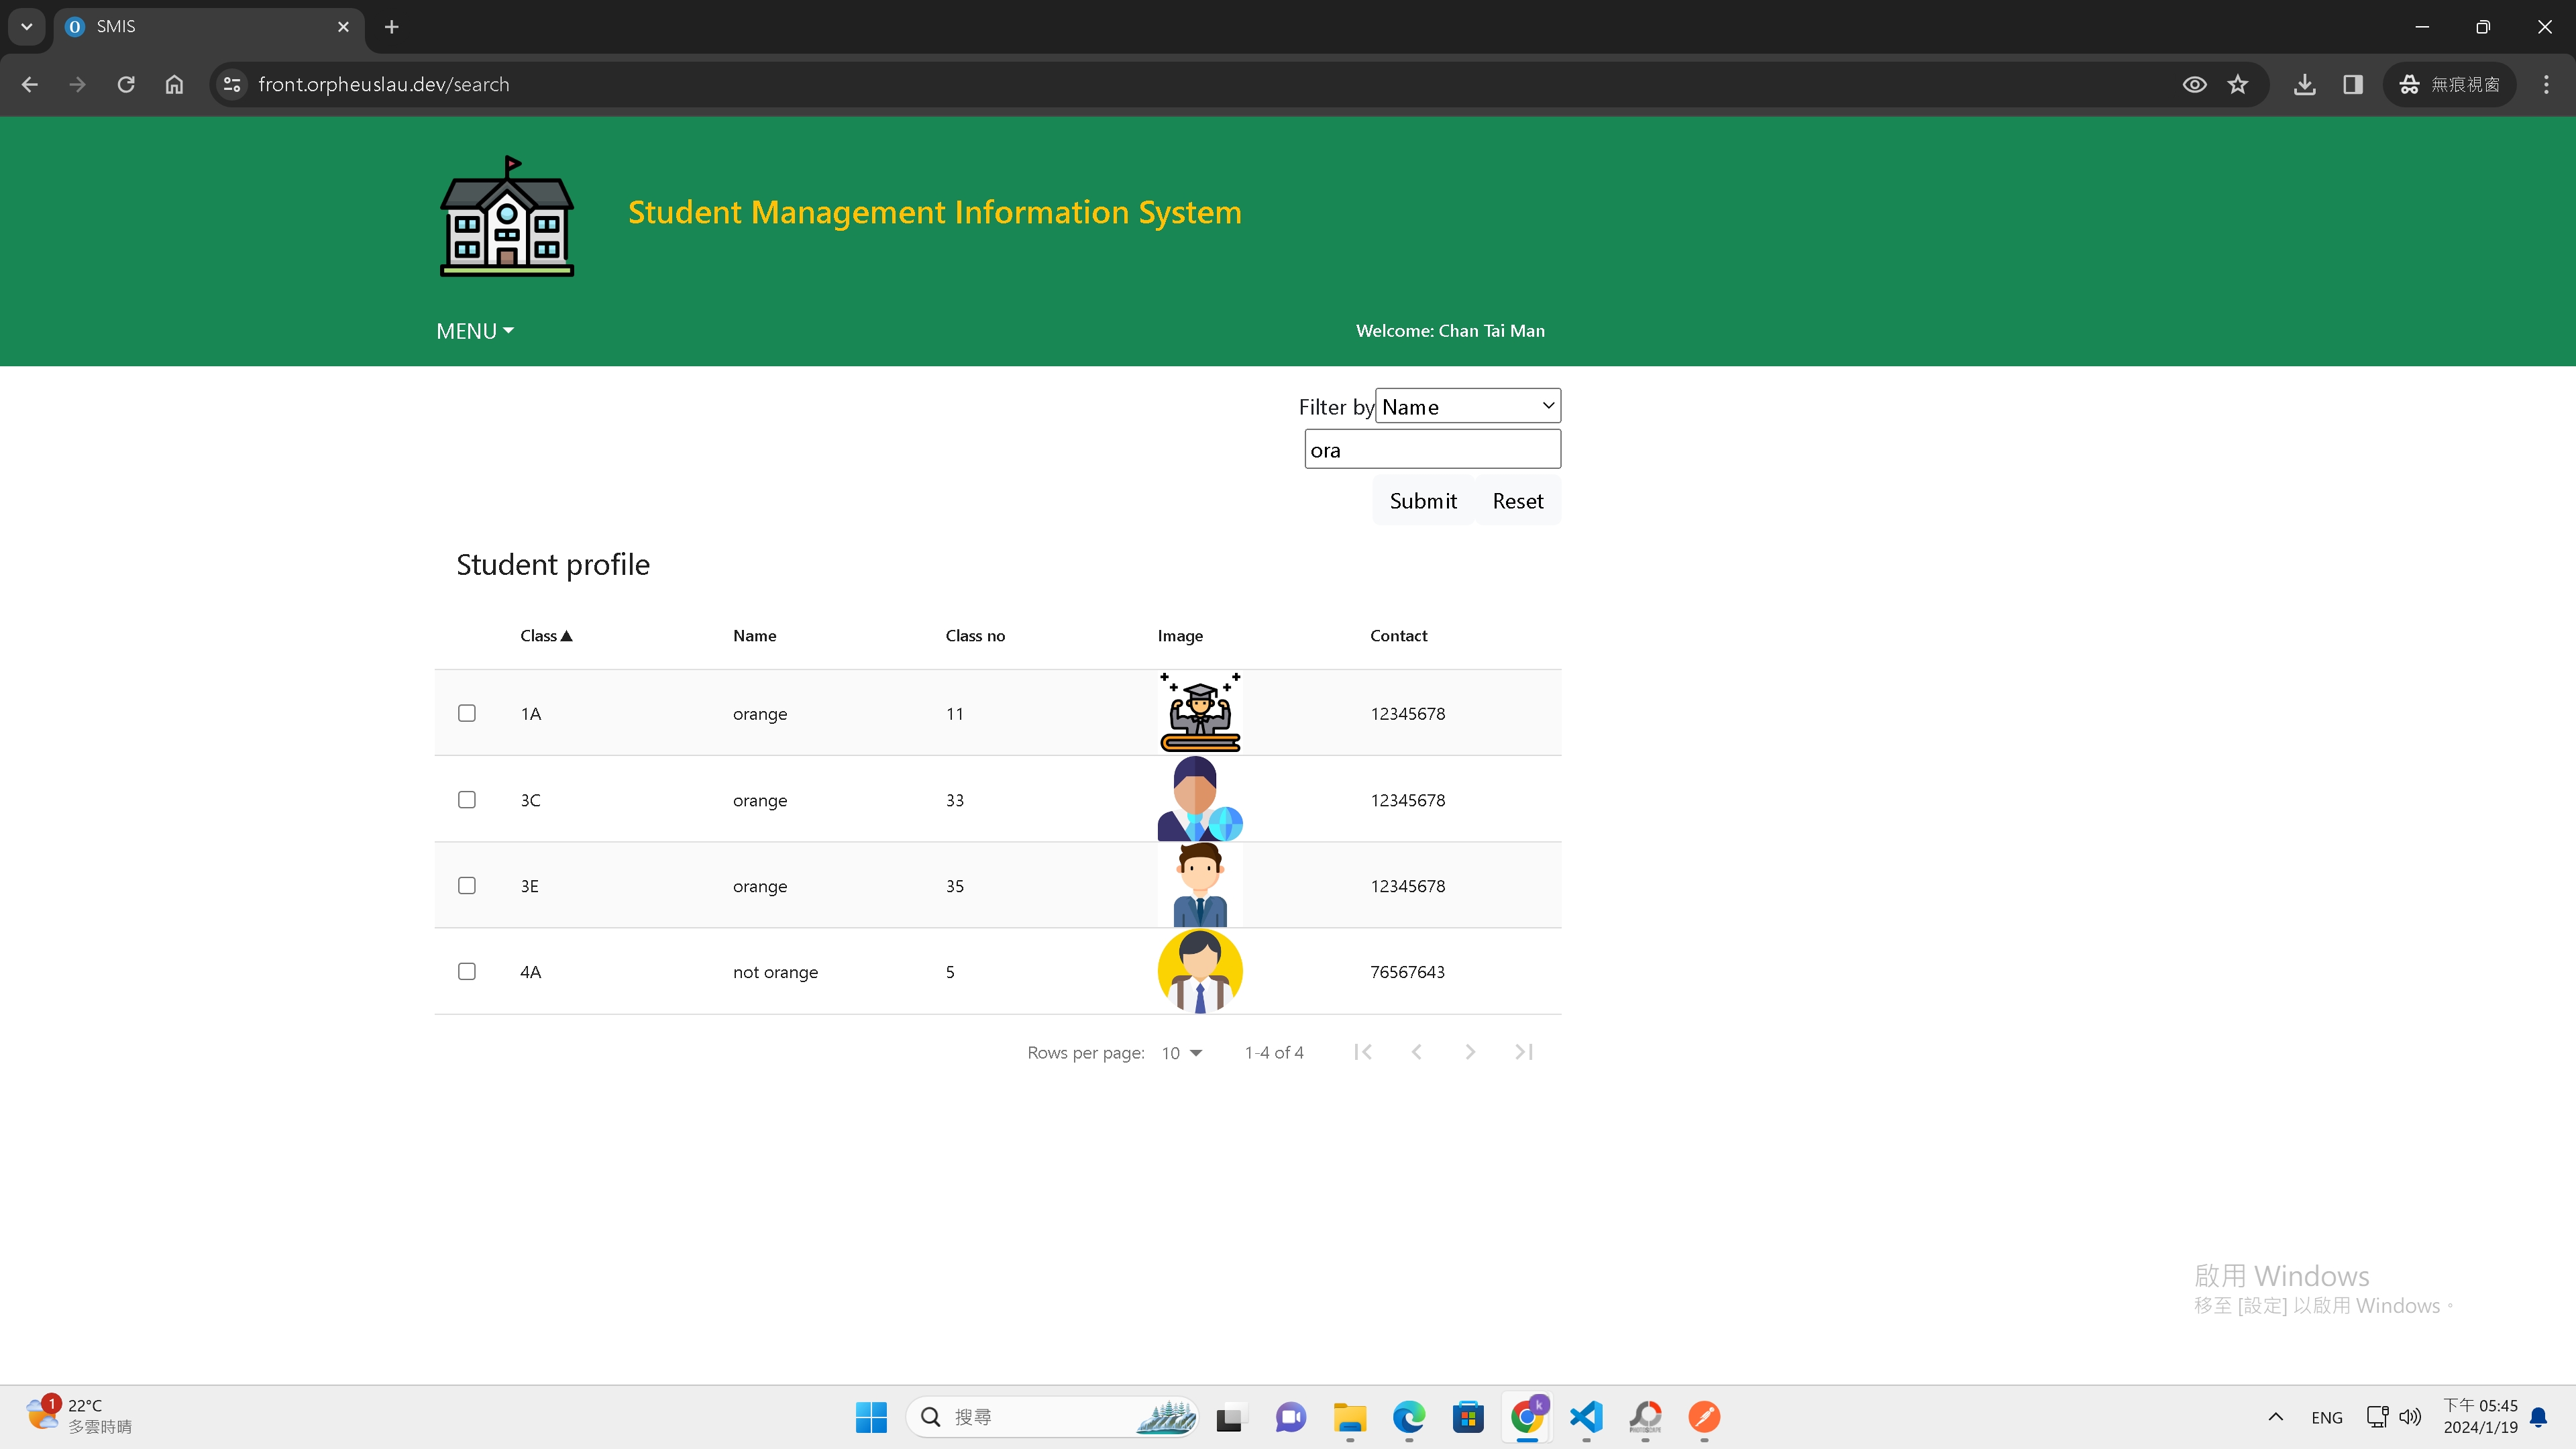 SMIS
front.orpheuslau.dev/search
無痕視窗
Student Management Information System
MENU
Welcome: Chan Tai Man
Filter by Name
ora
Submit Reset
Student profile
Class▲ Name Class no Image Contact
1A orange 11 12345678
3C orange 33 12345678
3E orange 35 12345678
4A not orange 5 76567643
Rows per page: 10 1-4 of 4
啟用 Windows
移至 [設定] 以啟用 Windows。
1
22°C
多雲時晴
搜尋
k
ENG
下午 05:45
2024/1/19